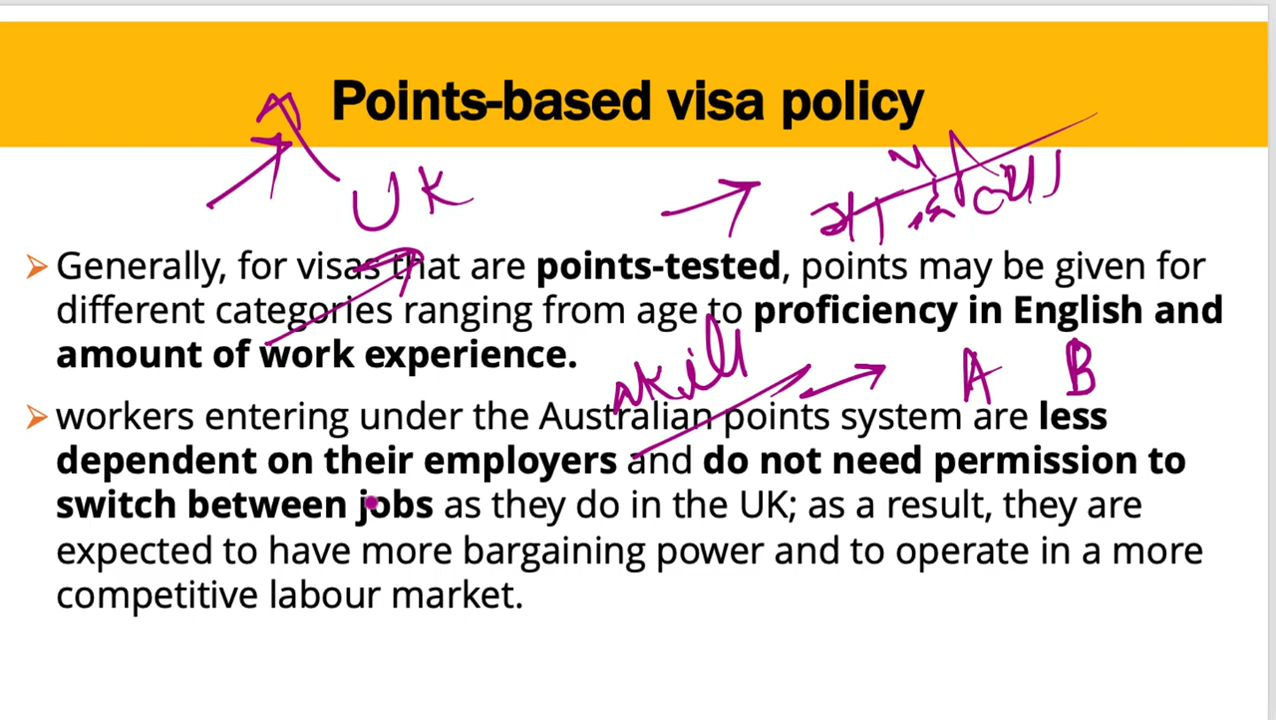 Points-based visa policy
UK
➤ Generally, for visas that are points-tested, points may be given for
different categories ranging from age to proficiency in English and
amount of work experience.
skill
A B
➤ workers entering under the Australian points system are less
dependent on their employers and do not need permission to
switch between jobs as they do in the UK; as a result, they are
expected to have more bargaining power and to operate in a more
competitive labour market.